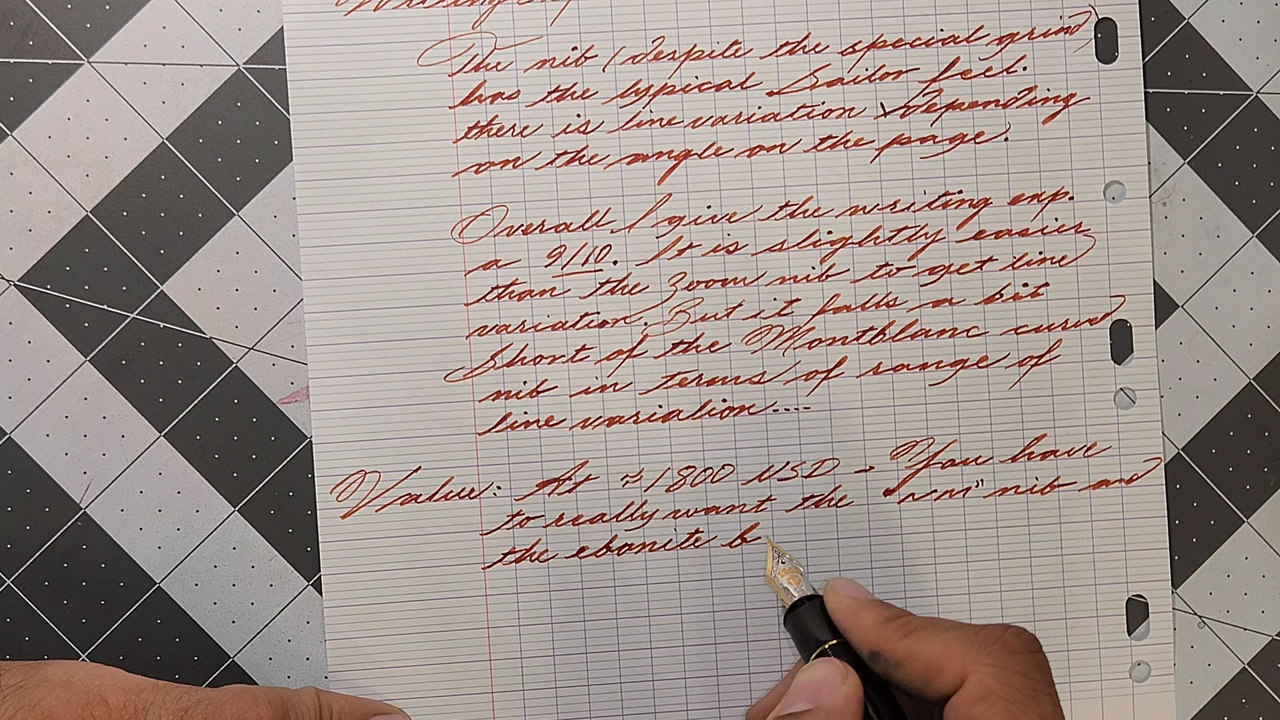 Writing exp
The nib (despite the special grind)
has the typical Sailor feel.
there is line variation depending
on the angle on the page.
Overall I give the writing exp.
a 9/10. It is slightly easier
than the Zoom nib to get line
variation. But it falls a bit
short of the Montblanc curved
nib in terms of range of
line variation....
Value: At ≈1800 USD - You have
to really want the "NM" nib and
the ebonite b